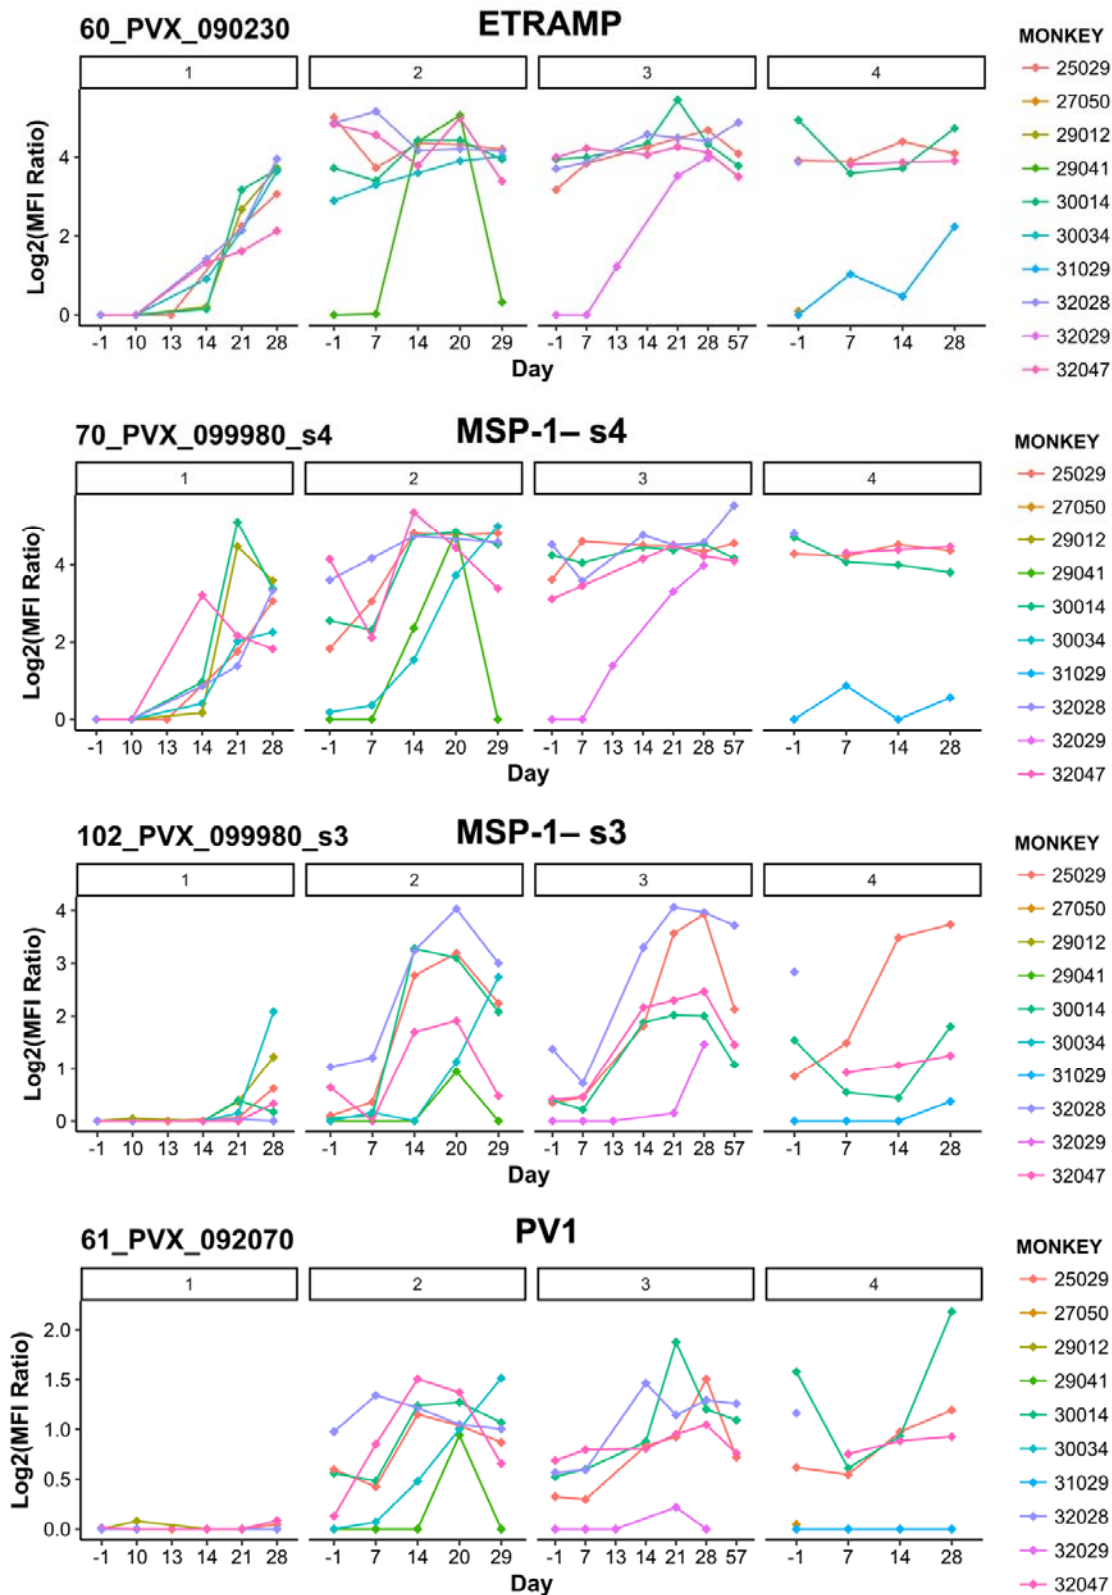 60_PVX_090230 ETRAMP
1 2 3 4
Log2(MFI Ratio)
4
2
0
-1 10 13 14 21 28 -1 7 14 20 29 -1 7 13 14 21 28 57 -1 7 14 28
Day
MONKEY
25029
27050
29012
29041
30014
30034
31029
32028
32029
32047
70_PVX_099980_s4 MSP-1– s4
1 2 3 4
Log2(MFI Ratio)
4
2
0
-1 10 13 14 21 28 -1 7 14 20 29 -1 7 13 14 21 28 57 -1 7 14 28
Day
MONKEY
25029
27050
29012
29041
30014
30034
31029
32028
32029
32047
102_PVX_099980_s3 MSP-1– s3
1 2 3 4
Log2(MFI Ratio)
4
3
2
1
0
-1 10 13 14 21 28 -1 7 14 20 29 -1 7 13 14 21 28 57 -1 7 14 28
Day
MONKEY
25029
27050
29012
29041
30014
30034
31029
32028
32029
32047
61_PVX_092070 PV1
1 2 3 4
Log2(MFI Ratio)
2.0
1.5
1.0
0.5
0.0
-1 10 13 14 21 28 -1 7 14 20 29 -1 7 13 14 21 28 57 -1 7 14 28
Day
MONKEY
25029
27050
29012
29041
30014
30034
31029
32028
32029
32047